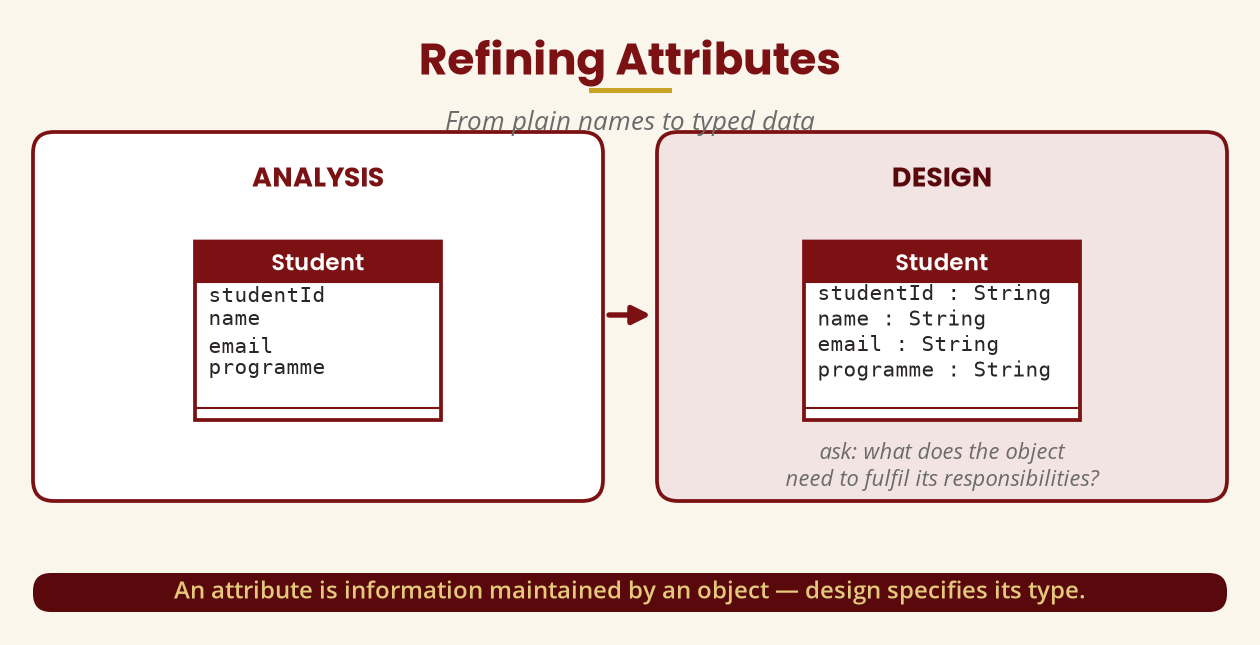 Refining Attributes
From plain names to typed data
ANALYSIS
Student
studentId
name
email
programme
DESIGN
Student
studentId : String
name : String
email : String
programme : String
ask: what does the object
need to fulfil its responsibilities?
An attribute is information maintained by an object — design specifies its type.